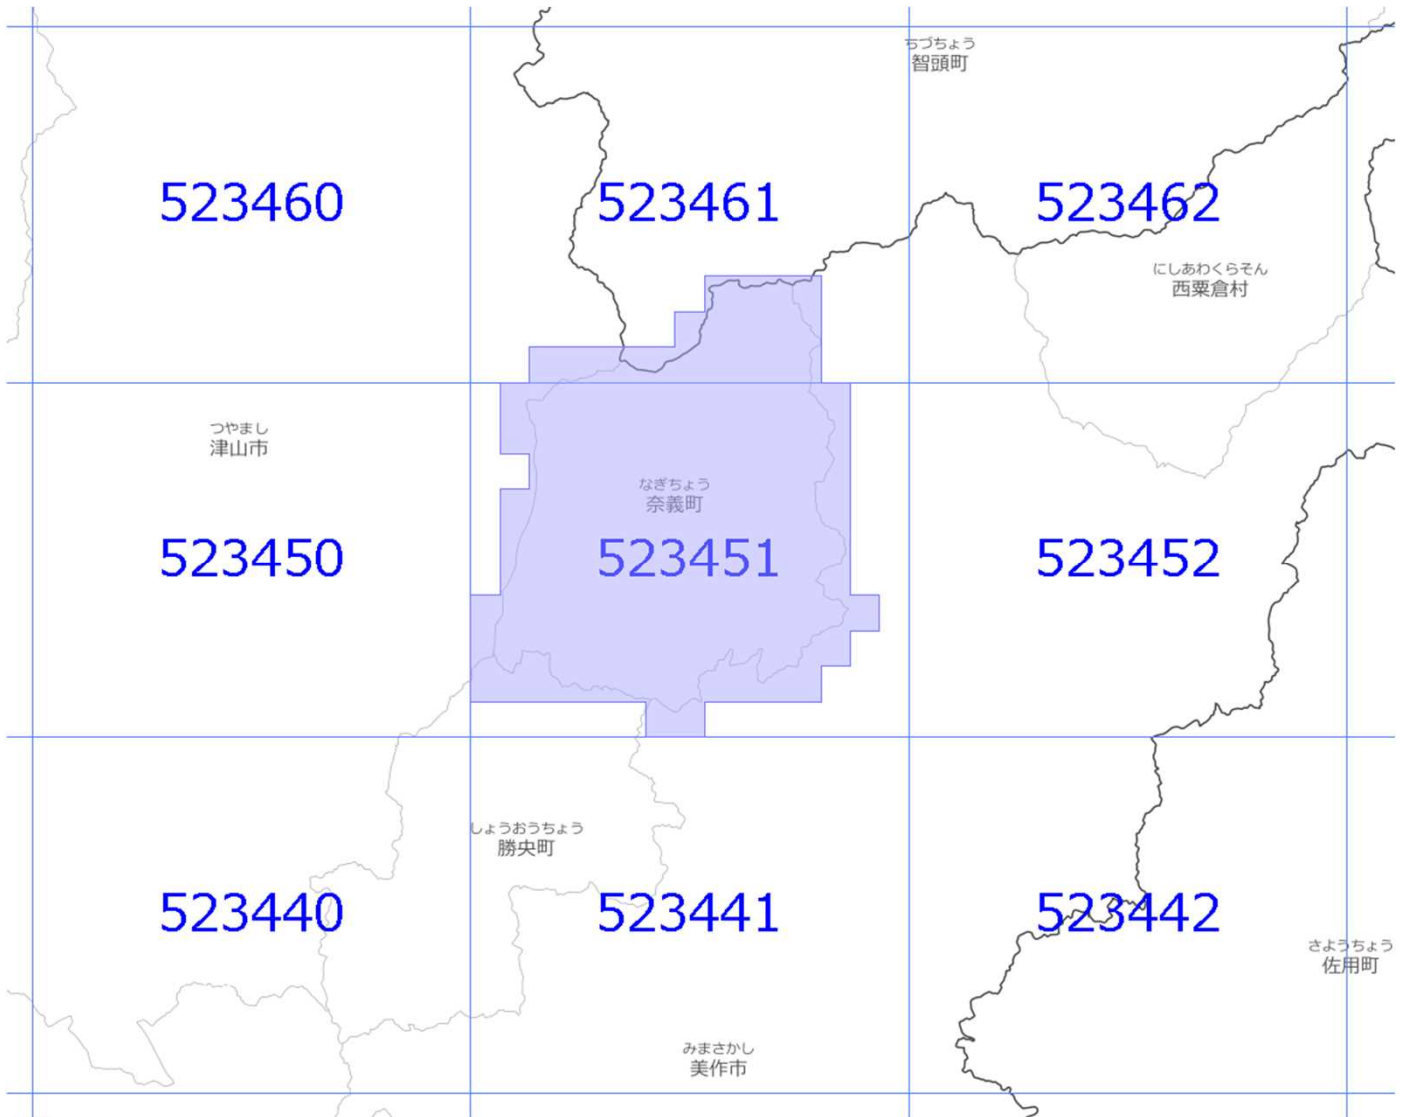 ちづちょう
智頭町
523460
523461
523462
にしあわくらそん
西粟倉村
つやまし
津山市
なぎちょう
奈義町
523450
523451
523452
しょうおうちょう
勝央町
523440
523441
523442
さようちょう
佐用町
みまさかし
美作市